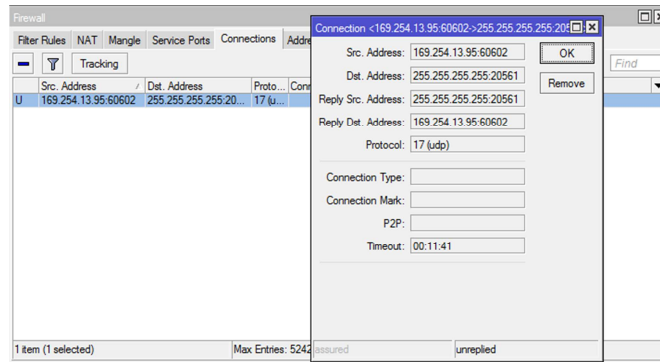 Firewall
Filter Rules NAT Mangle Service Ports Connections Addre
Tracking
Find
Src. Address / Dst. Address Proto... Conr
U 169.254.13.95:60602 255.255.255.255:20... 17 (u...
1 item (1 selected) Max Entries: 5242
Connection <169.254.13.95:60602->255.255.255.255:205
Src. Address: 169.254.13.95:60602 OK
Dst. Address: 255.255.255.255:20561 Remove
Reply Src. Address: 255.255.255.255:20561
Reply Dst. Address: 169.254.13.95:60602
Protocol: 17 (udp)
Connection Type:
Connection Mark:
P2P:
Timeout: 00:11:41
assured unreplied